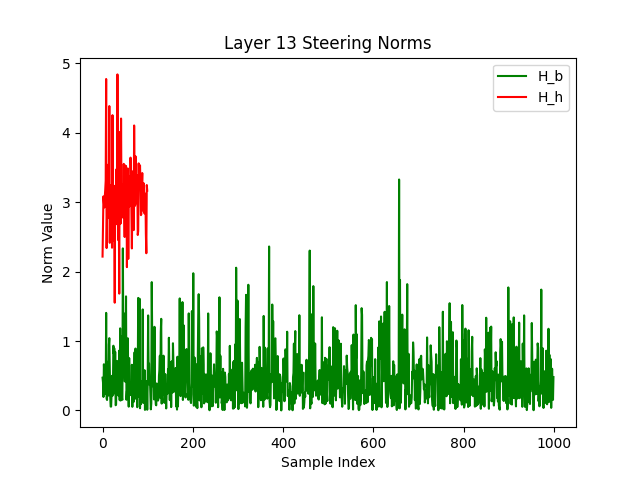 Layer 13 Steering Norms
H_b
H_h
Norm Value
5
4
3
2
1
0
0
200
400
600
800
1000
Sample Index